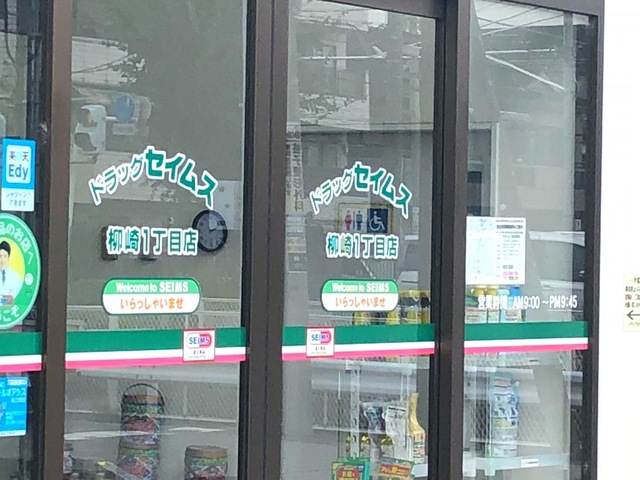 楽天
Edy
ドラッグセイムス
柳崎1丁目店
Welcome to SEIMS
いらっしゃいませ
SEIMS
ドラッグセイムス
柳崎1丁目店
Welcome to SEIMS
いらっしゃいませ
SEIMS
営業時間 AM9:00～PM9:45